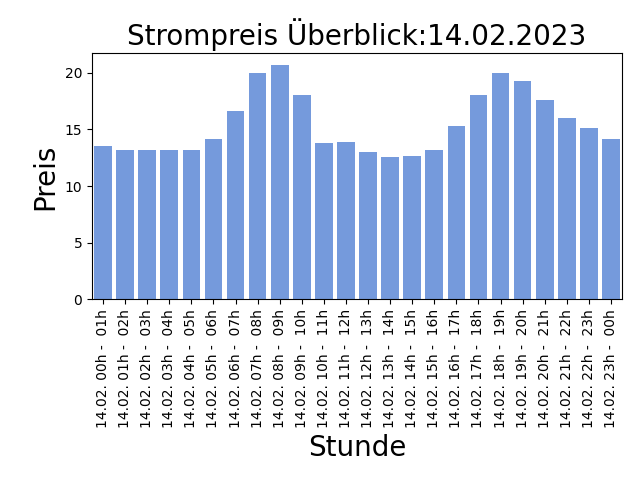 Strompreis Überblick:14.02.2023
Preis
20
15
10
5
0
14.02. 00h - 01h
14.02. 01h - 02h
14.02. 02h - 03h
14.02. 03h - 04h
14.02. 04h - 05h
14.02. 05h - 06h
14.02. 06h - 07h
14.02. 07h - 08h
14.02. 08h - 09h
14.02. 09h - 10h
14.02. 10h - 11h
14.02. 11h - 12h
14.02. 12h - 13h
14.02. 13h - 14h
14.02. 14h - 15h
14.02. 15h - 16h
14.02. 16h - 17h
14.02. 17h - 18h
14.02. 18h - 19h
14.02. 19h - 20h
14.02. 20h - 21h
14.02. 21h - 22h
14.02. 22h - 23h
14.02. 23h - 00h
Stunde